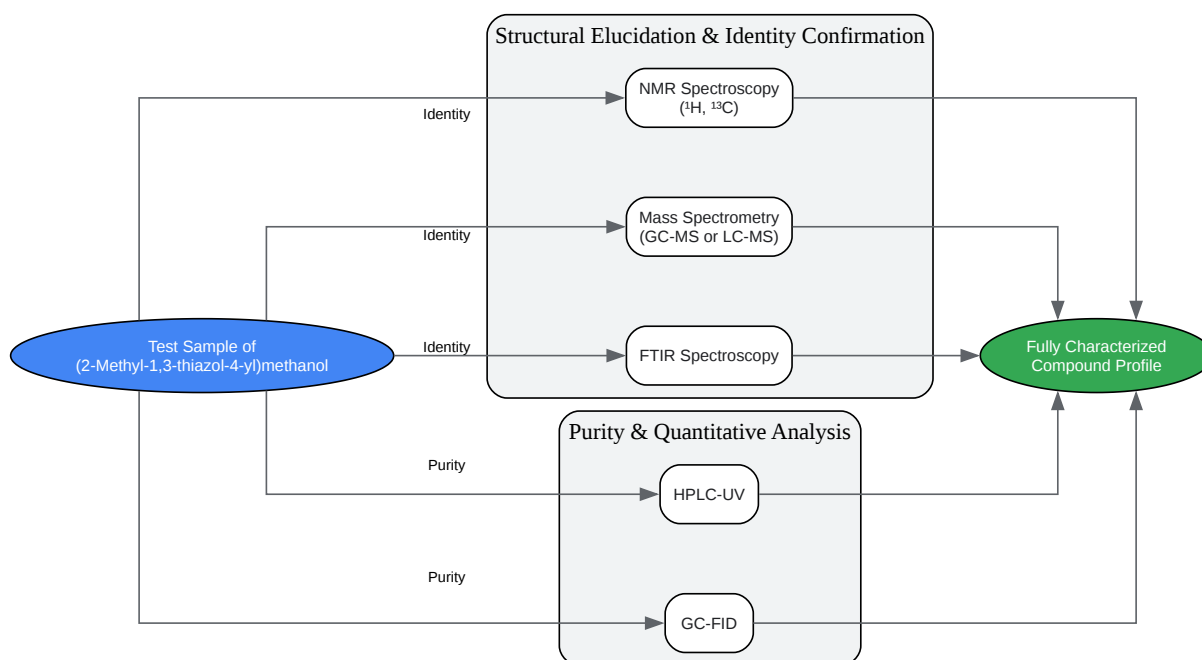 Structural Elucidation & Identity Confirmation
NMR Spectroscopy
(¹H, ¹³C)
Identity
Mass Spectrometry
(GC-MS or LC-MS)
Identity
Test Sample of
(2-Methyl-1,3-thiazol-4-yl)methanol
Identity
FTIR Spectroscopy
Fully Characterized
Compound Profile
Purity & Quantitative Analysis
Purity
HPLC-UV
Purity
GC-FID